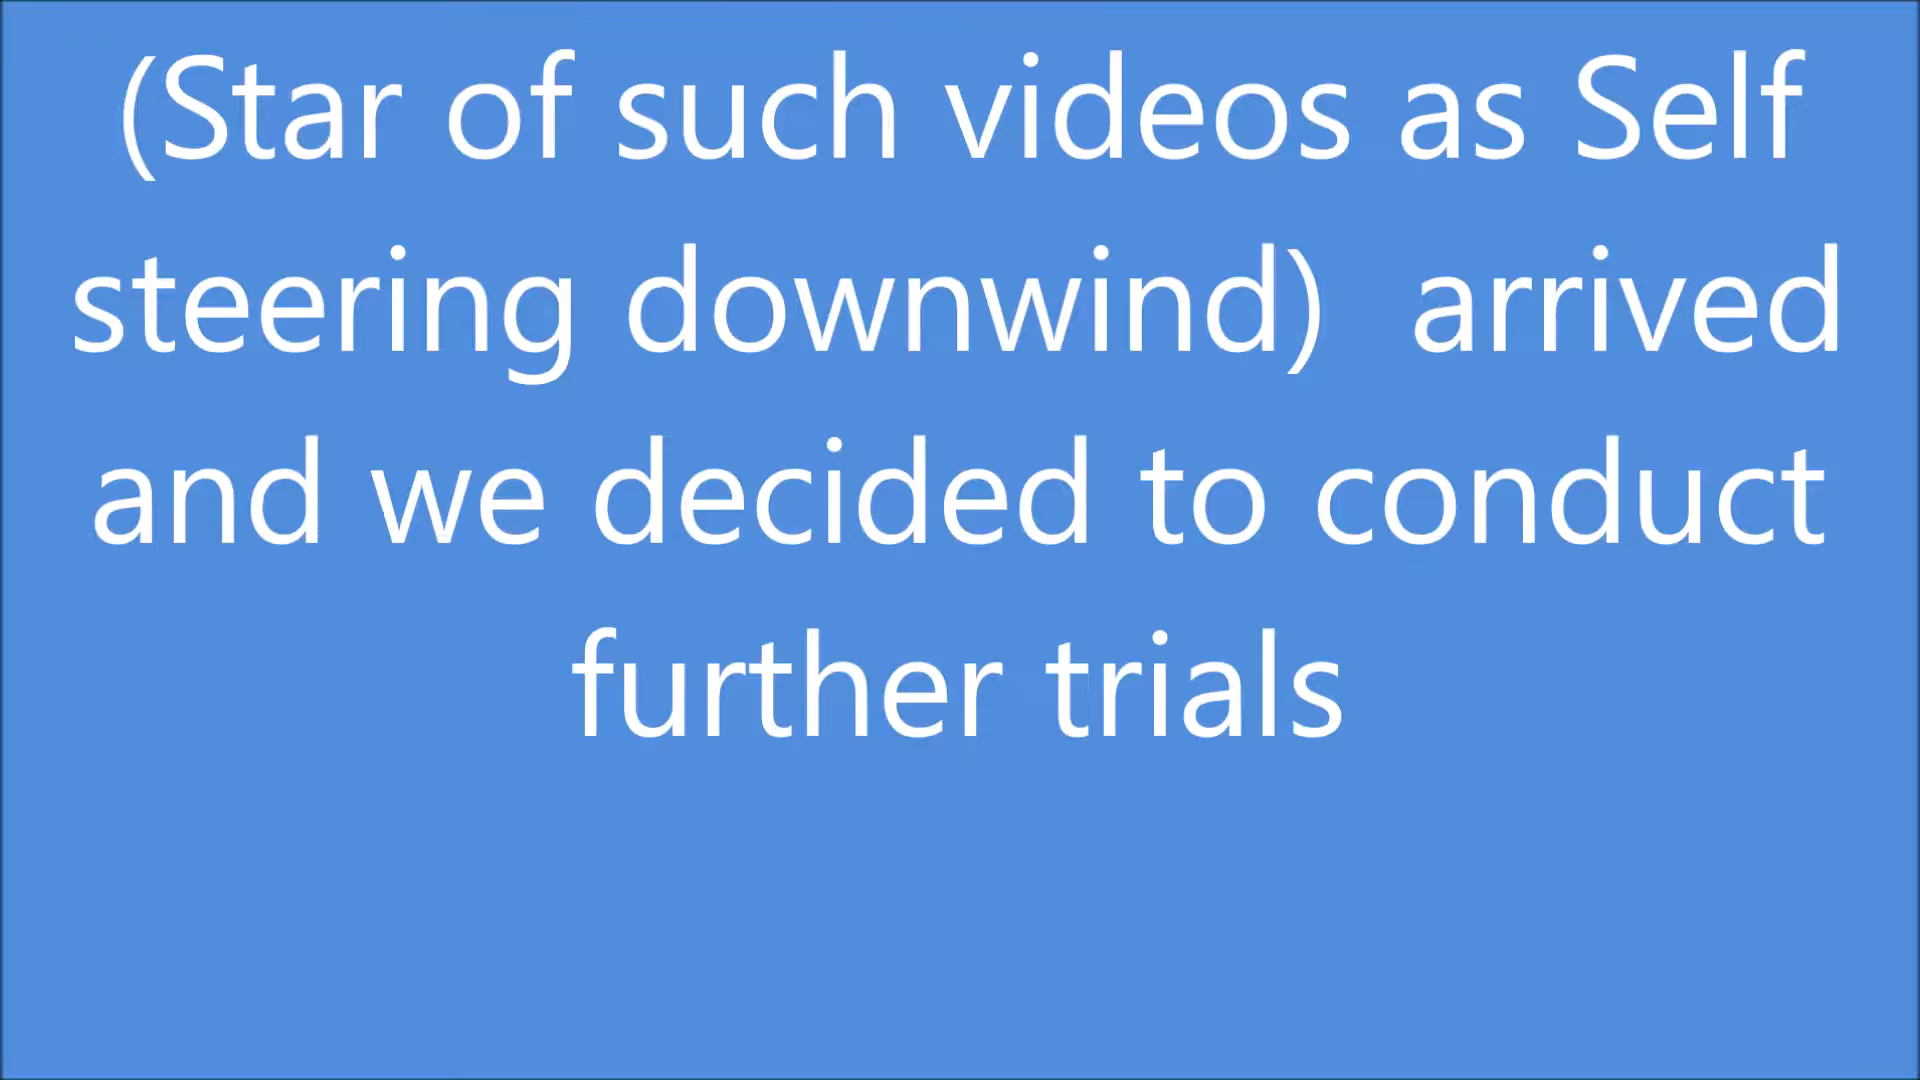 (Star of such videos as Self
steering downwind)  arrived
and we decided to conduct
further trials